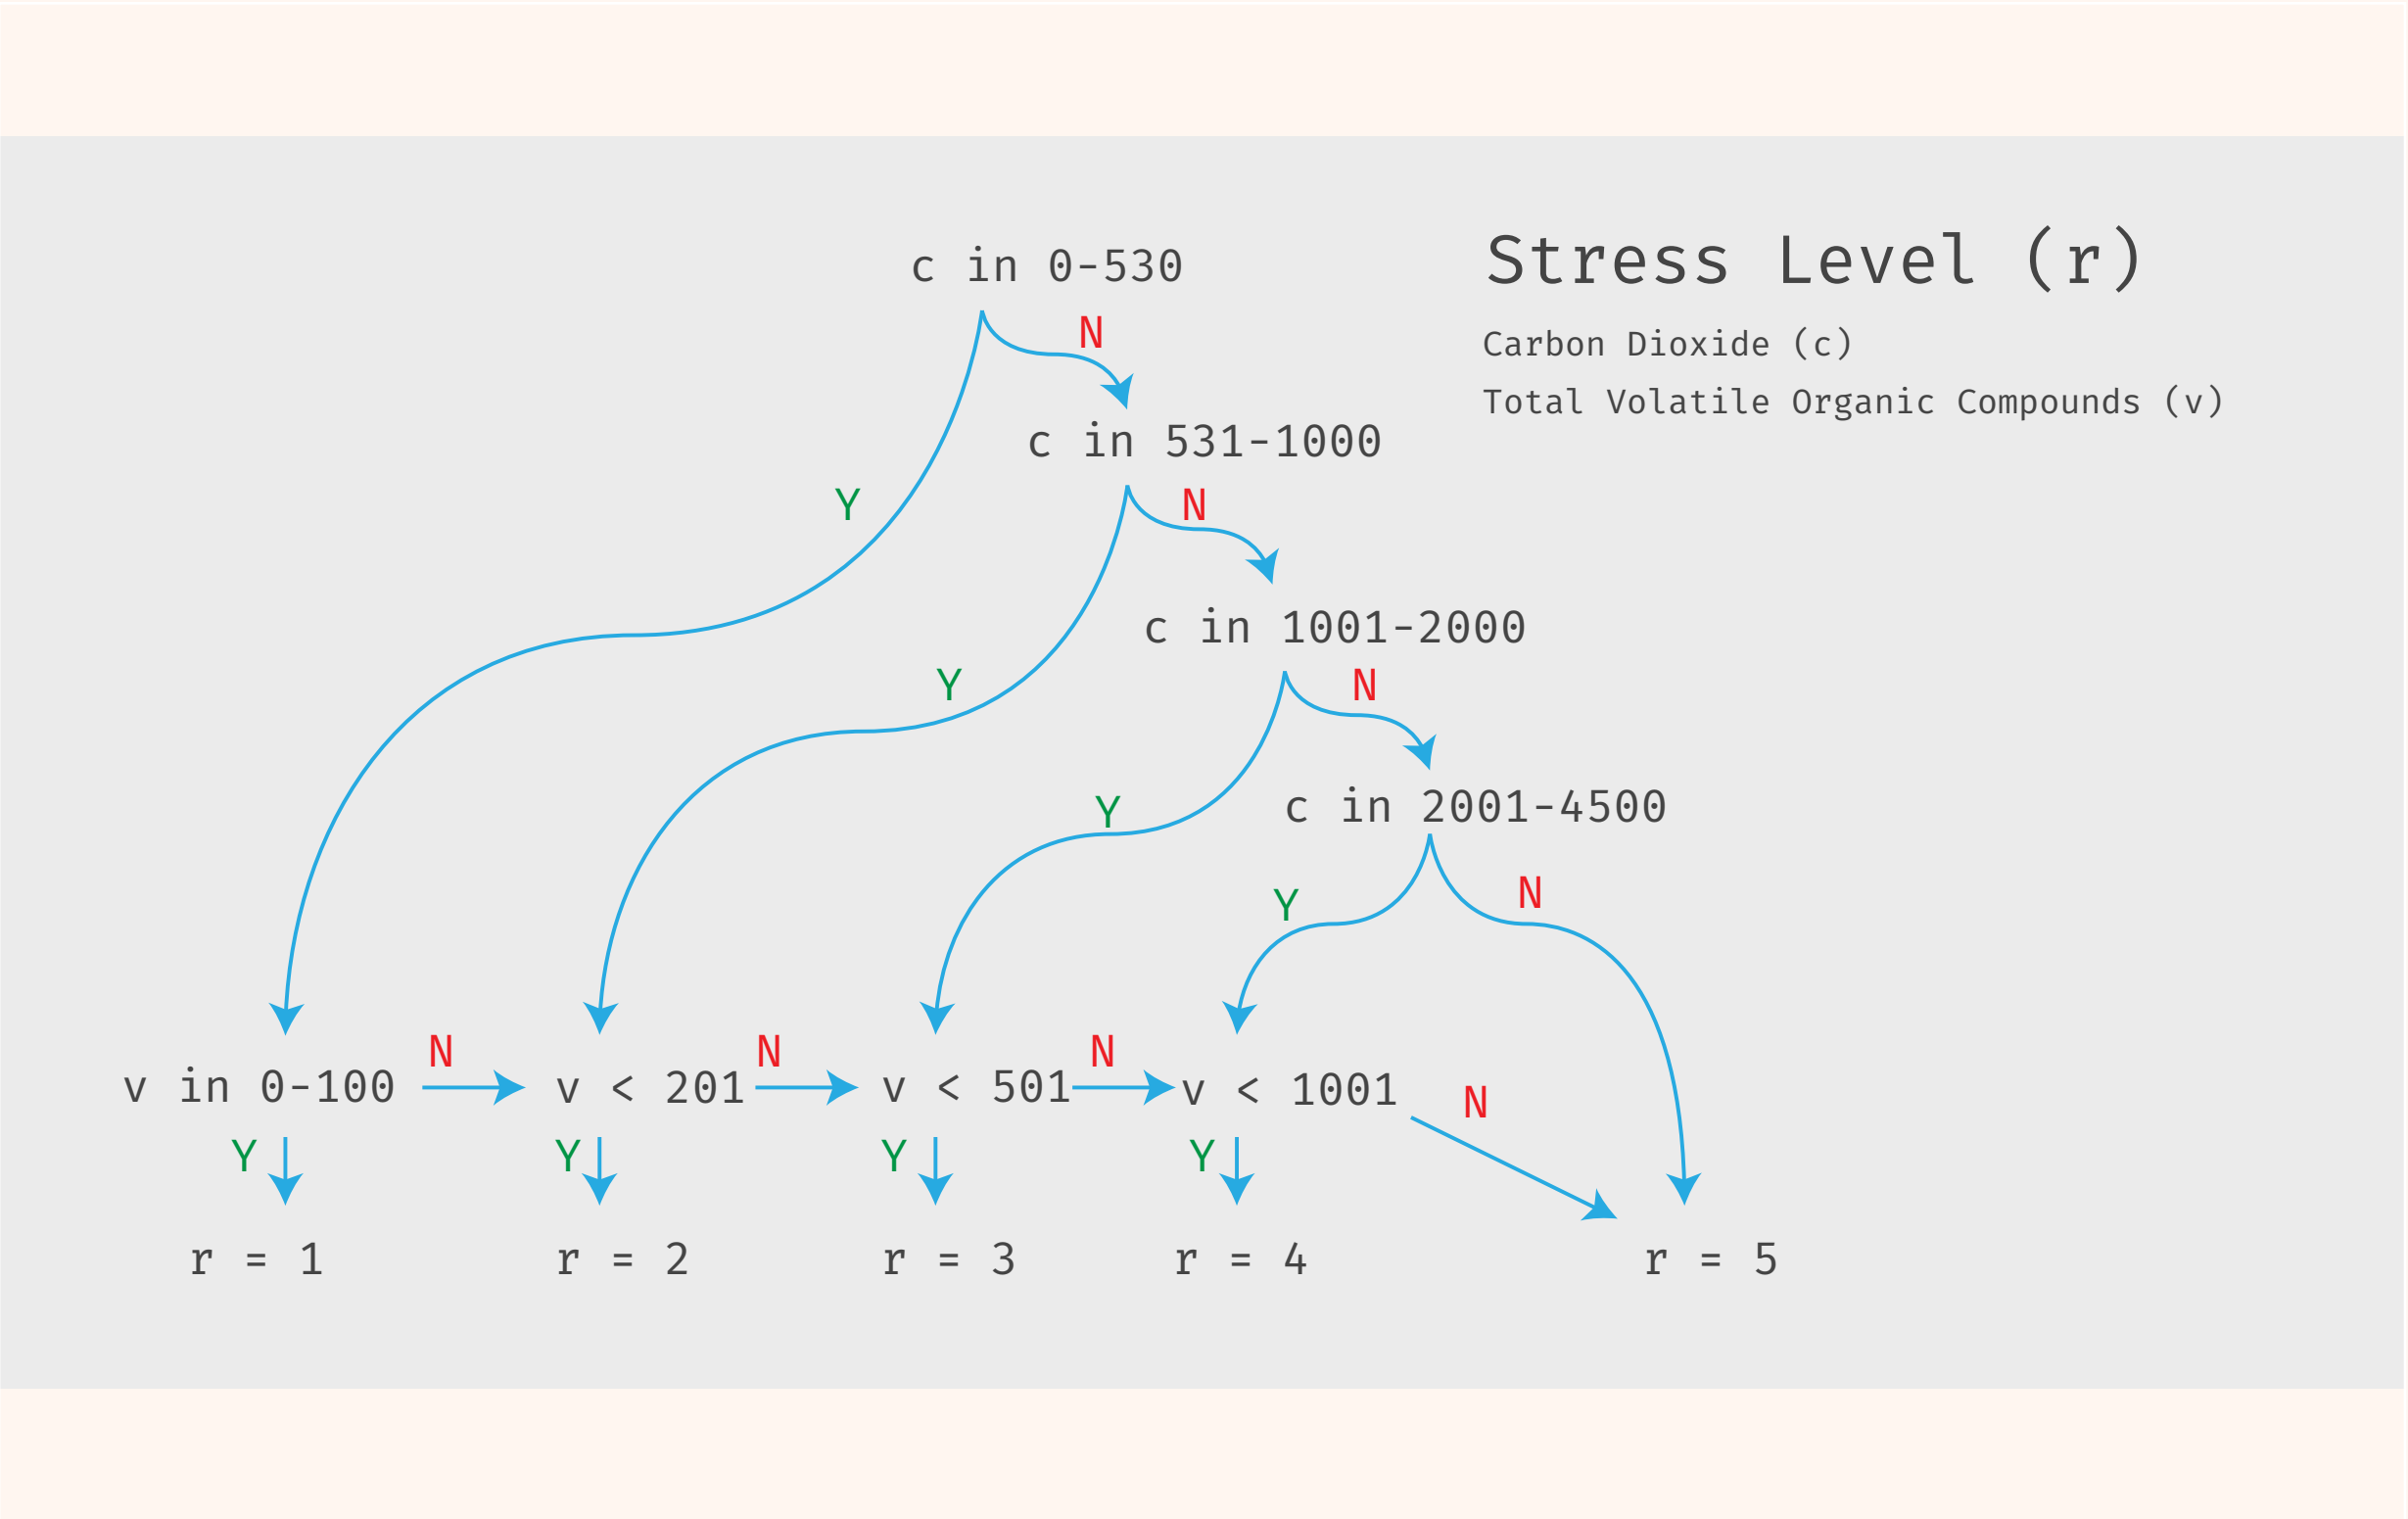 Stress Level (r)
Carbon Dioxide (c)
Total Volatile Organic Compounds (v)
c in 0-530
N
Y
c in 531-1000
N
Y
c in 1001-2000
N
Y
c in 2001-4500
Y
N
v in 0-100
N
v < 201
N
v < 501
N
v < 1001
N
Y
Y
Y
Y
r = 1
r = 2
r = 3
r = 4
r = 5